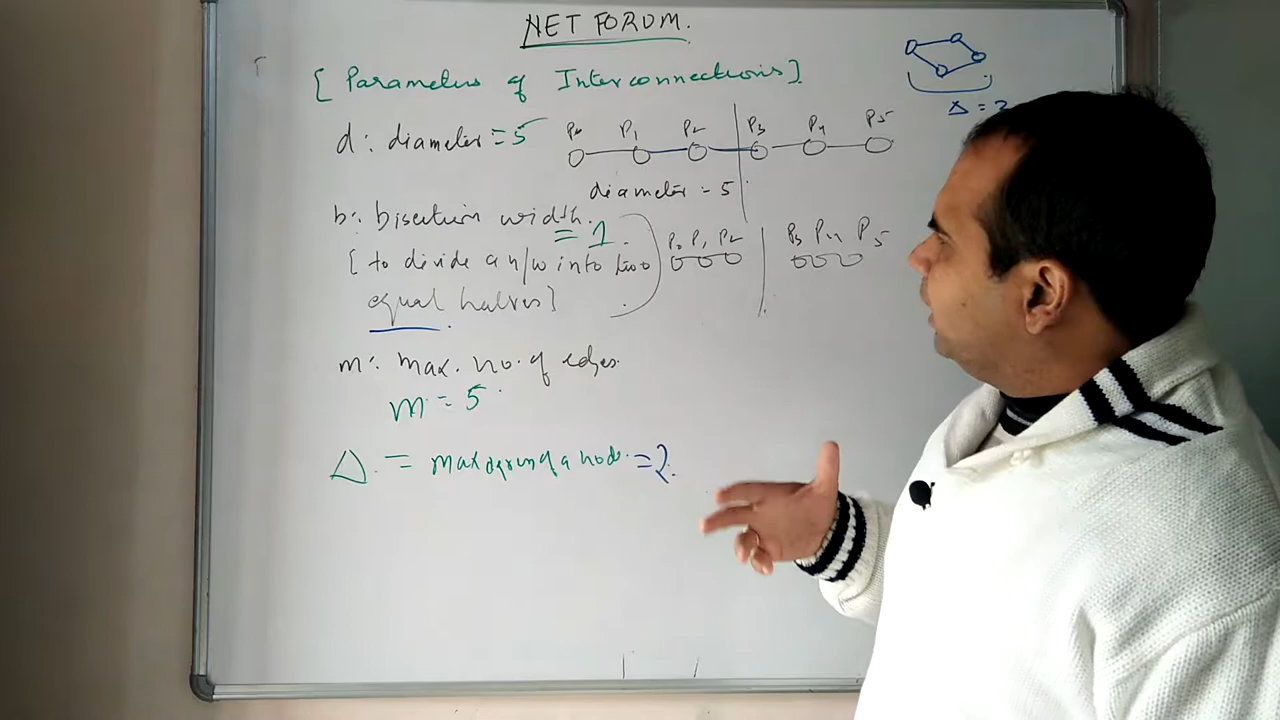 NET FORUM.
[ Parameters of Interconnections ]
Δ = 2
d: diameter = 5
P0 P1 P2 P3 P4 P5
diameter = 5
b: bisection width.
= 1.
[ to divide a n/w into two
equal halves ]
P0 P1 P2 P3 P4 P5
m: max. no. of edges.
m = 5
Δ = max degree of a node = 2.